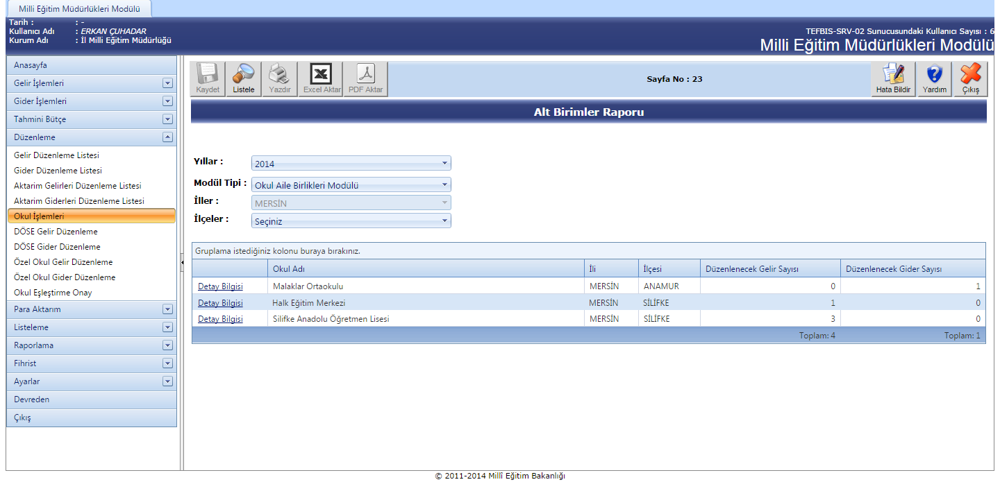 Milli Eğitim Müdürlükleri Modülü
Tarih : : -
Kullanıcı Adı : ERKAN ÇUHADAR
Kurum Adı : İl Milli Eğitim Müdürlüğü
TEFBIS-SRV-02 Sunucusundaki Kullanıcı Sayısı : 6
Milli Eğitim Müdürlükleri Modülü
Anasayfa
Gelir İşlemleri
Gider İşlemleri
Tahmini Bütçe
Düzenleme
Gelir Düzenleme Listesi
Gider Düzenleme Listesi
Aktarim Gelirleri Düzenleme Listesi
Aktarim Giderleri Düzenleme Listesi
Okul İşlemleri
DÖSE Gelir Düzenleme
DÖSE Gider Düzenleme
Özel Okul Gelir Düzenleme
Özel Okul Gider Düzenleme
Okul Eşleştirme Onay
Para Aktarım
Listeleme
Raporlama
Fihrist
Ayarlar
Devreden
Çıkış
Kaydet Listele Yazdır Excel Aktar PDF Aktar
Sayfa No : 23
Hata Bildir Yardım Çıkış
Alt Birimler Raporu
Yıllar : 2014
Modül Tipi : Okul Aile Birlikleri Modülü
İller : MERSİN
İlçeler : Seçiniz
Gruplama istediğiniz kolonu buraya bırakınız.
Okul Adı İli İlçesi Düzenlenecek Gelir Sayısı Düzenlenecek Gider Sayısı
Detay Bilgisi Malaklar Ortaokulu MERSİN ANAMUR 0 1
Detay Bilgisi Halk Eğitim Merkezi MERSİN SİLİFKE 1 0
Detay Bilgisi Silifke Anadolu Öğretmen Lisesi MERSİN SİLİFKE 3 0
Toplam: 4 Toplam: 1
© 2011-2014 Millî Eğitim Bakanlığı